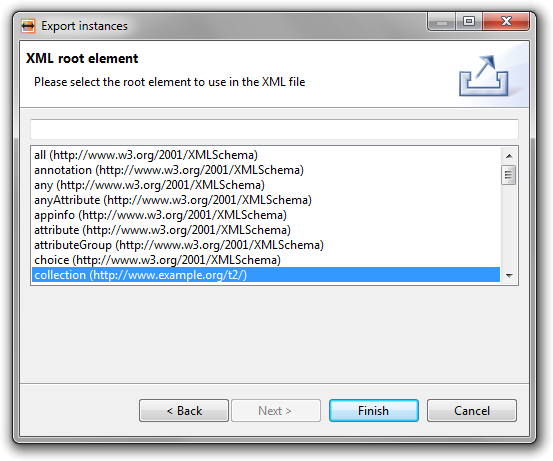 Export instances
XML root element
Please select the root element to use in the XML file
all (http://www.w3.org/2001/XMLSchema)
annotation (http://www.w3.org/2001/XMLSchema)
any (http://www.w3.org/2001/XMLSchema)
anyAttribute (http://www.w3.org/2001/XMLSchema)
appinfo (http://www.w3.org/2001/XMLSchema)
attribute (http://www.w3.org/2001/XMLSchema)
attributeGroup (http://www.w3.org/2001/XMLSchema)
choice (http://www.w3.org/2001/XMLSchema)
collection (http://www.example.org/t2/)
< Back Next > Finish Cancel